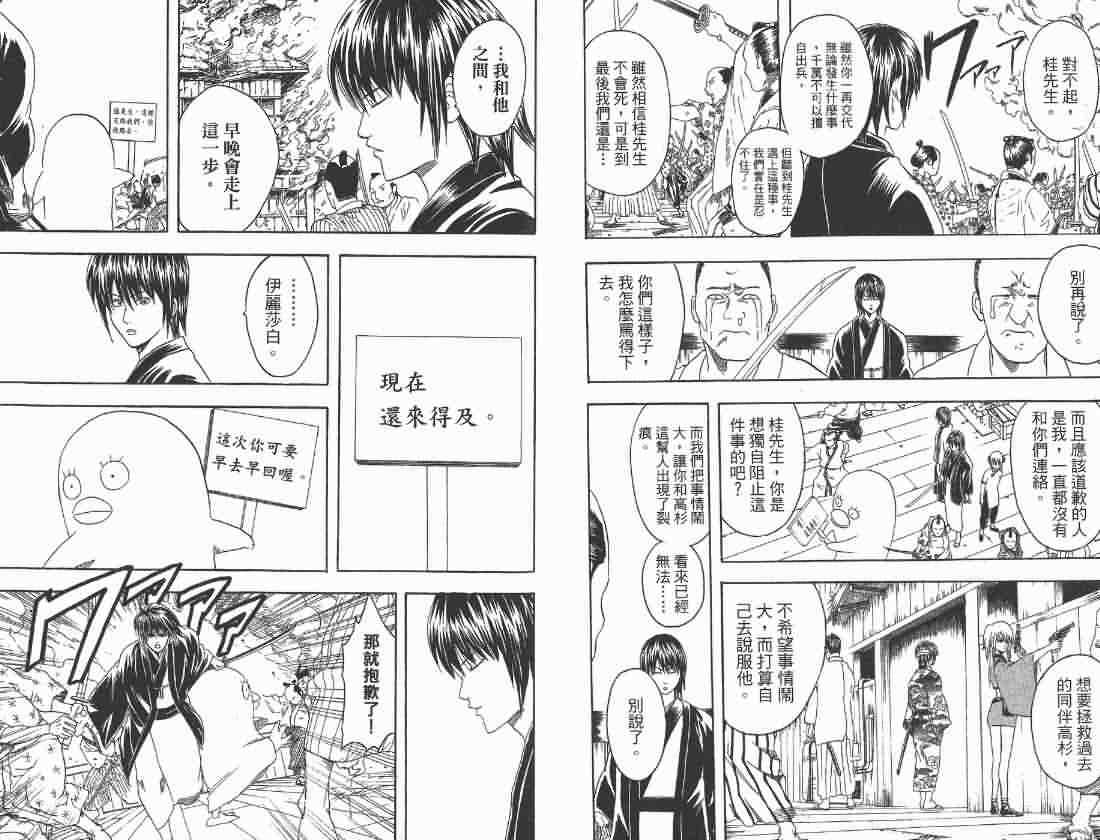 對不起，
桂先生。
ワァァ
雖然你一再交代
無論發生什麼事
，千萬不可以擅
自出兵，
但聽到桂先生
遇上這種事，
我們實在是忍
不住了。
雖然相信桂先生
不會死，可是到
最後我們還是…
別再說了。
你們這樣子，
我怎麼罵得下
去。
而且應該道歉的人
是我，一直都沒有
和你們連絡。
桂先生，你是
想獨自阻止這
件事的吧？
而我們把事情鬧
大，讓你和高杉
這幫人出現了裂
痕。
看來已經
無法……
想要拯救過去
的同伴高杉，
不希望事情鬧
大，而打算自
己去說服他。
別說了。
…我和他
之間，
早晚會走上
這一步。
現在
還來得及。
………
伊麗莎白。
這次你可要
早去早回喔。
那就抱歉了！
ワァァァ